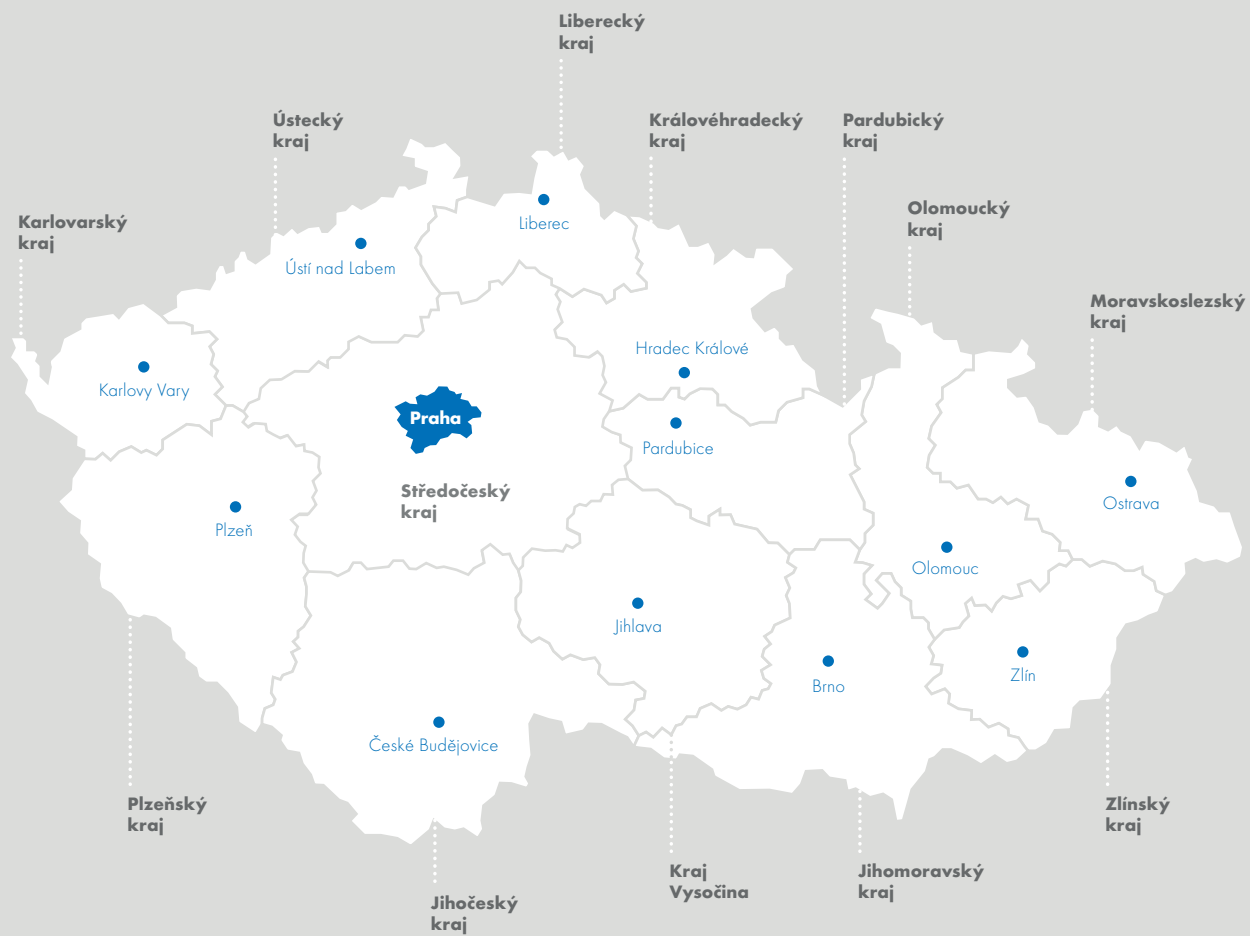 Liberecký
kraj
Ústecký
kraj
Královéhradecký
kraj
Pardubický
kraj
Karlovarský
kraj
Olomoucký
kraj
Moravskoslezský
kraj
Liberec
Ústí nad Labem
Hradec Králové
Karlovy Vary
Praha
Pardubice
Středočeský
kraj
Ostrava
Plzeň
Olomouc
Jihlava
Zlín
Brno
České Budějovice
Plzeňský
kraj
Zlínský
kraj
Kraj
Vysočina
Jihomoravský
kraj
Jihočeský
kraj